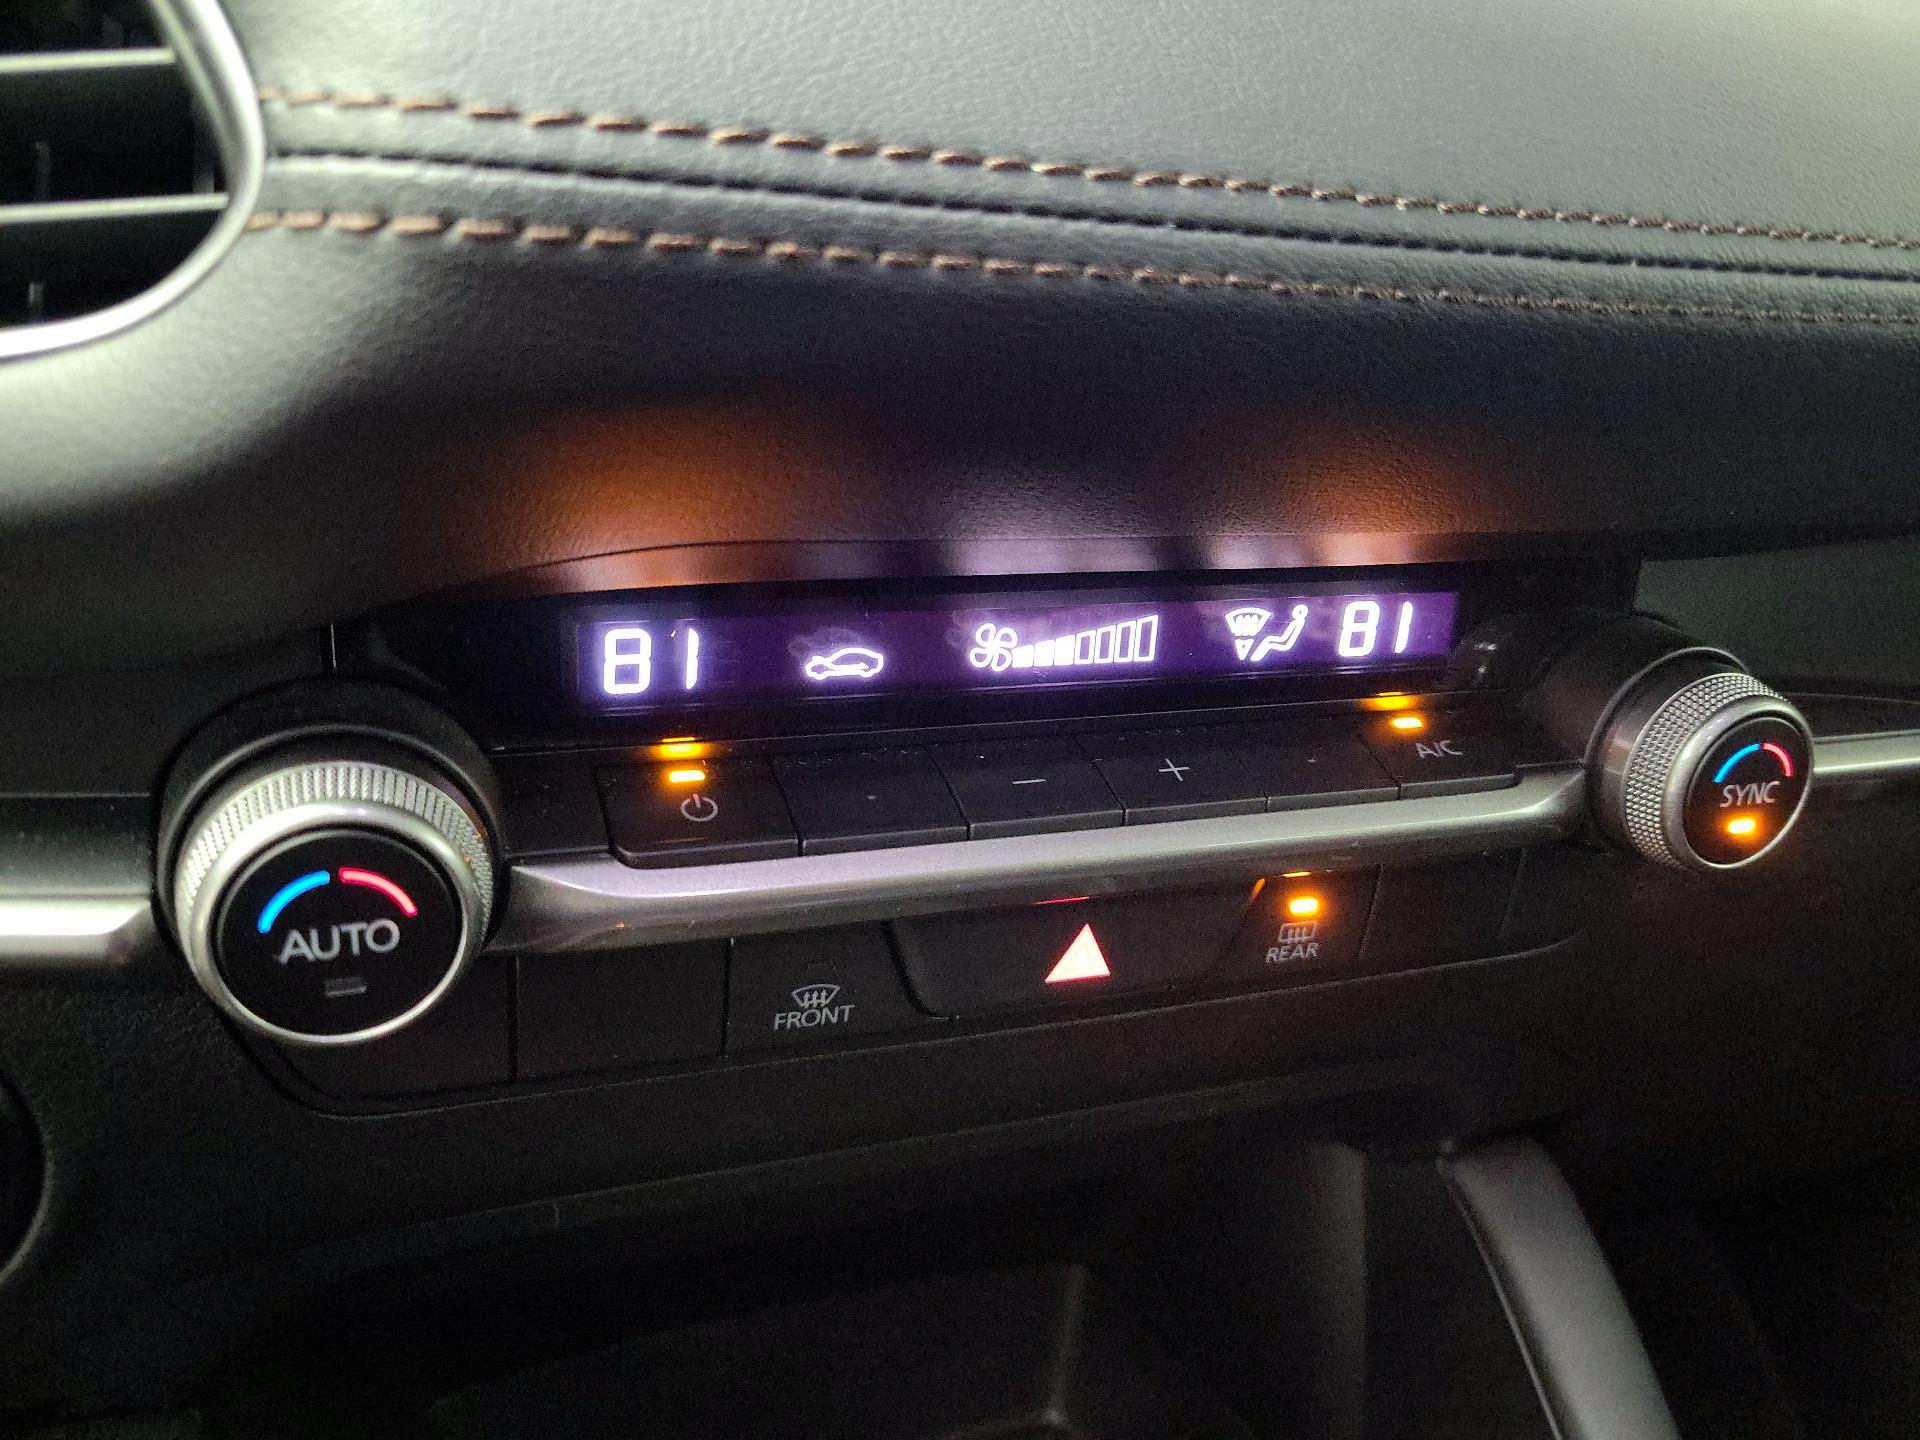 81 81
A/C
SYNC
AUTO
REAR
FRONT